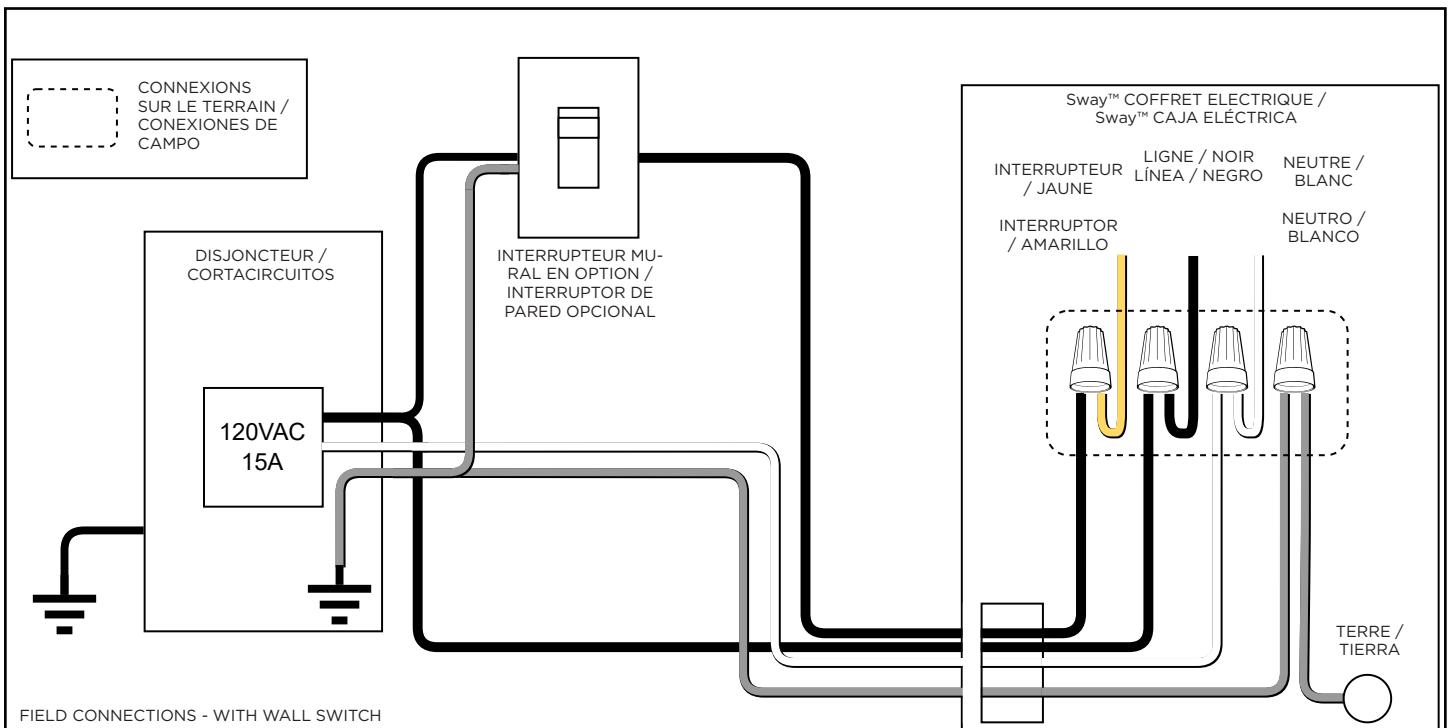 CONNEXIONS
SUR LE TERRAIN /
CONEXIONES DE
CAMPO
DISJONCTEUR /
CORTACIRCUITOS
120VAC
15A
INTERRUPTEUR MU-
RAL EN OPTION /
INTERRUPTOR DE
PARED OPCIONAL
Sway™ COFFRET ELECTRIQUE /
Sway™ CAJA ELÉCTRICA
INTERRUPTEUR
/ JAUNE
INTERRUPTOR
/ AMARILLO
LIGNE / NOIR
LÍNEA / NEGRO
NEUTRE /
BLANC
NEUTRO /
BLANCO
TERRE /
TIERRA
FIELD CONNECTIONS - WITH WALL SWITCH